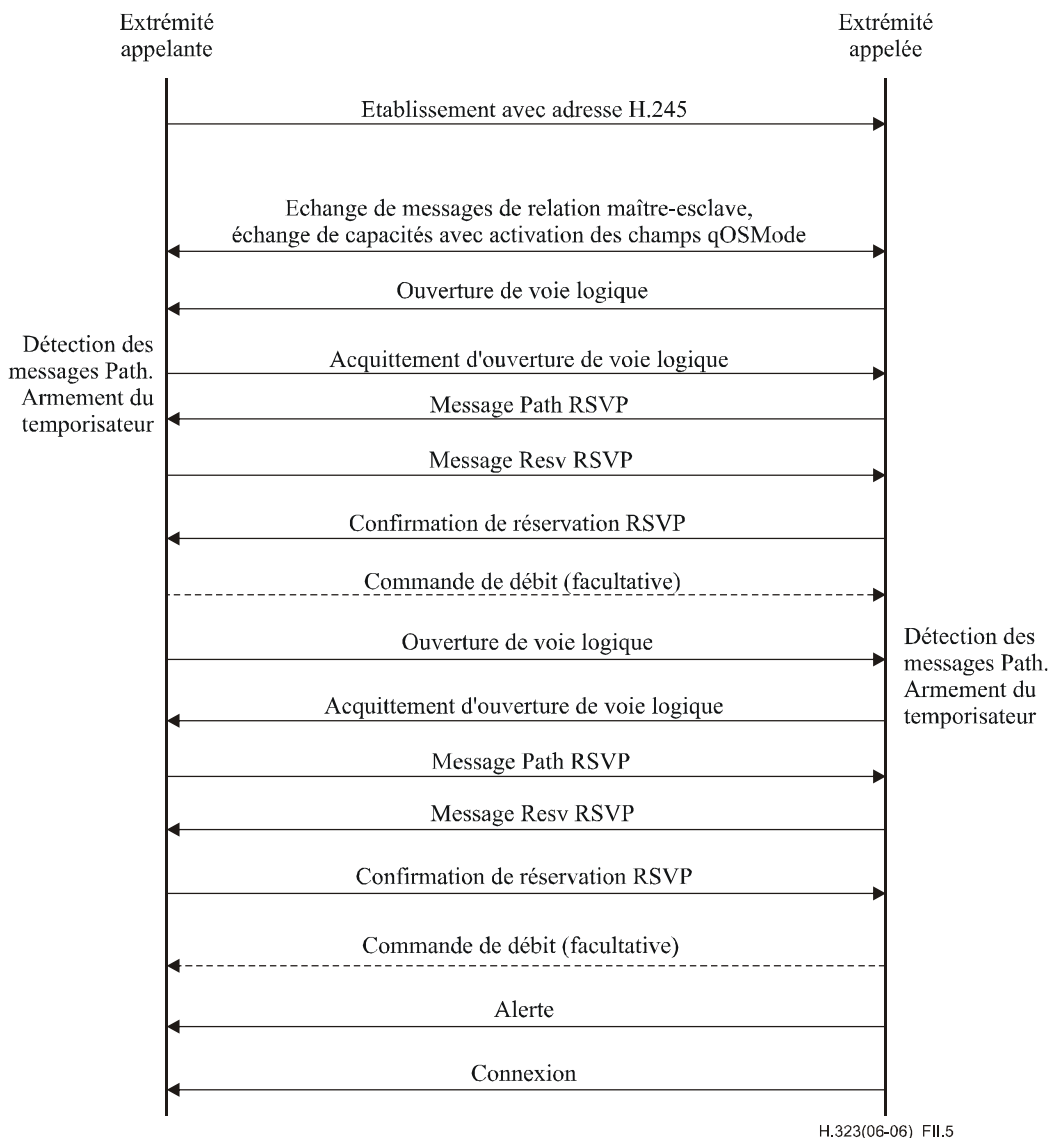 Extrémité
appelante
Extrémité
appelée
Etablissement avec adresse H.245
Echange de messages de relation maître-esclave,
échange de capacités avec activation des champs qOSMode
Ouverture de voie logique
Détection des
messages Path.
Armement du
temporisateur
Acquittement d'ouverture de voie logique
Message Path RSVP
Message Resv RSVP
Confirmation de réservation RSVP
Commande de débit (facultative)
Ouverture de voie logique
Détection des
messages Path.
Armement du
temporisateur
Acquittement d'ouverture de voie logique
Message Path RSVP
Message Resv RSVP
Confirmation de réservation RSVP
Commande de débit (facultative)
Alerte
Connexion
H.323(06-06)_FII.5